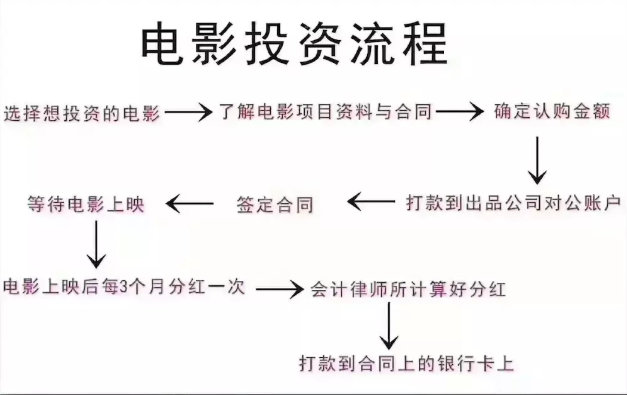 电影投资流程
选择想投资的电影
了解电影项目资料与合同
确定认购金额
打款到出品公司对公账户
签定合同
等待电影上映
电影上映后每3个月分红一次
会计律师所计算好分红
打款到合同上的银行卡上